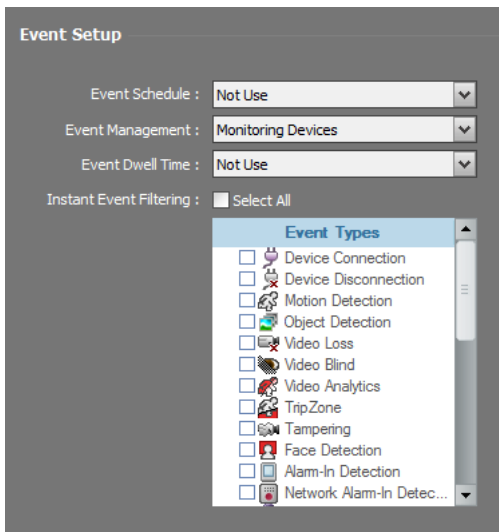 Event Setup
Event Schedule : Not Use
Event Management : Monitoring Devices
Event Dwell Time : Not Use
Instant Event Filtering : Select All
Event Types
Device Connection
Device Disconnection
Motion Detection
Object Detection
Video Loss
Video Blind
Video Analytics
TripZone
Tampering
Face Detection
Alarm-In Detection
Network Alarm-In Detec...